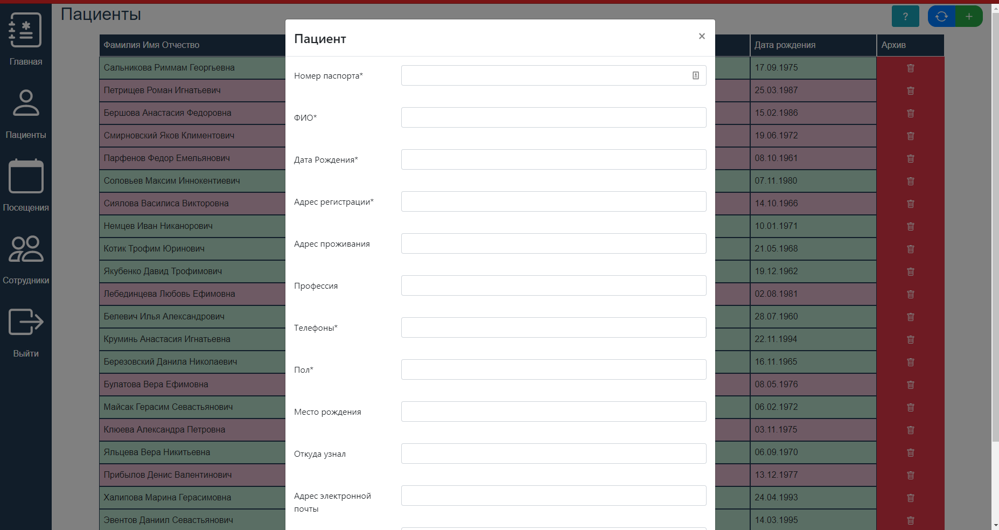 Пациенты
?
+
Главная
Пациенты
Посещения
Сотрудники
Выйти
Фамилия Имя Отчество
Дата рождения
Архив
Сальникова Риммам Георгьевна
17.09.1975
Петрищев Роман Игнатьевич
25.03.1987
Бершова Анастасия Федоровна
15.02.1986
Смирновский Яков Климентович
19.06.1972
Парфенов Федор Емельянович
08.10.1961
Соловьев Максим Иннокентиевич
07.11.1980
Сиялова Василиса Викторовна
14.10.1966
Немцев Иван Никанорович
10.01.1971
Котик Трофим Юринович
21.05.1968
Якубенко Давид Трофимович
19.12.1962
Лебединцева Любовь Ефимовна
02.08.1981
Белевич Илья Александрович
28.07.1960
Круминь Анастасия Игнатьевна
22.11.1994
Березовский Данила Николаевич
16.11.1965
Булатова Вера Ефимовна
08.05.1976
Майсак Герасим Севастьянович
06.02.1972
Клюева Александра Петровна
03.11.1975
Яльцева Вера Никитьевна
06.09.1970
Прибылов Денис Валентинович
13.12.1977
Халипова Марина Герасимовна
24.04.1993
Эвентов Даниил Севастьянович
14.03.1995
Пациент
×
Номер паспорта*
ФИО*
Дата Рождения*
Адрес регистрации*
Адрес проживания
Профессия
Телефоны*
Пол*
Место рождения
Откуда узнал
Адрес электронной
почты